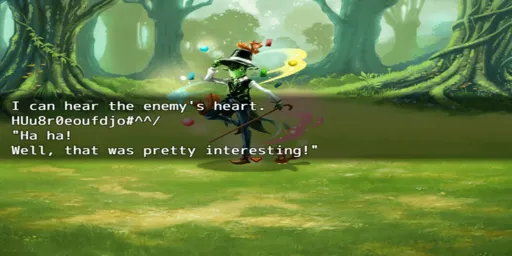 I can hear the enemy's heart.
HUu8r0eoufdjo#^^/
"Ha ha!
Well, that was pretty interesting!"